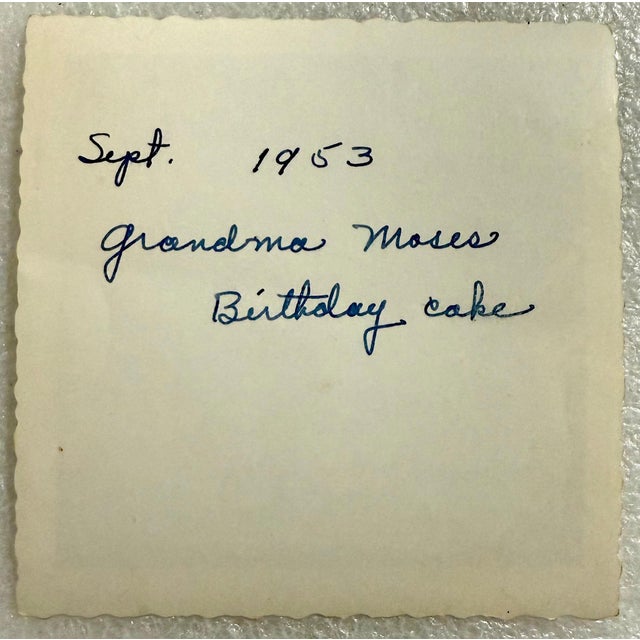 Sept. 1953
Grandma Moses
Birthday cake